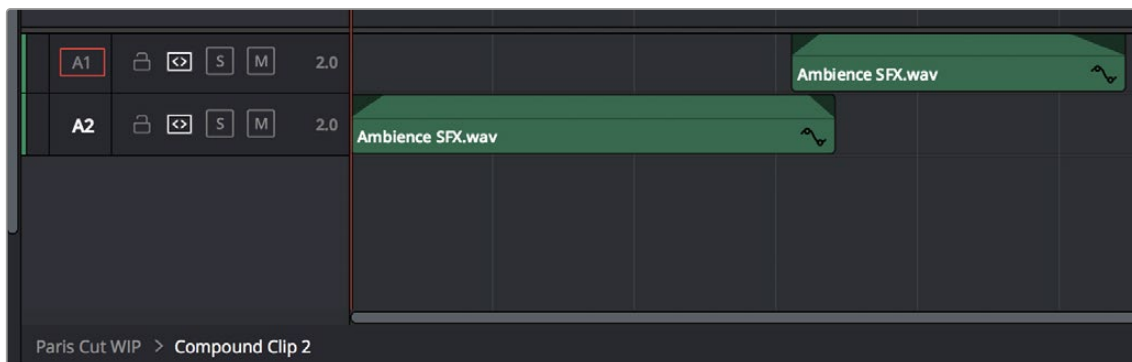 A1 S M 2.0
Ambience SFX.wav
A2 S M 2.0
Ambience SFX.wav
Paris Cut WIP > Compound Clip 2